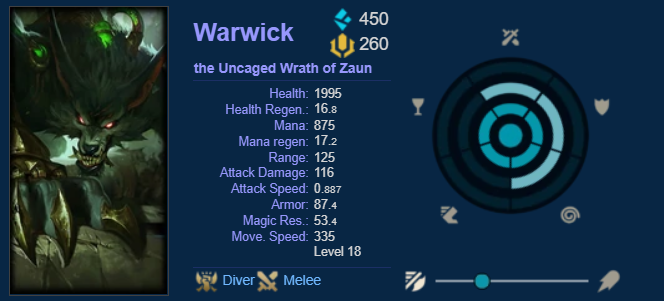 Warwick
450
260
the Uncaged Wrath of Zaun
Health: 1995
Health Regen.: 16.8
Mana: 875
Mana regen: 17.2
Range: 125
Attack Damage: 116
Attack Speed: 0.887
Armor: 87.4
Magic Res.: 53.4
Move. Speed: 335
Level 18
Diver Melee